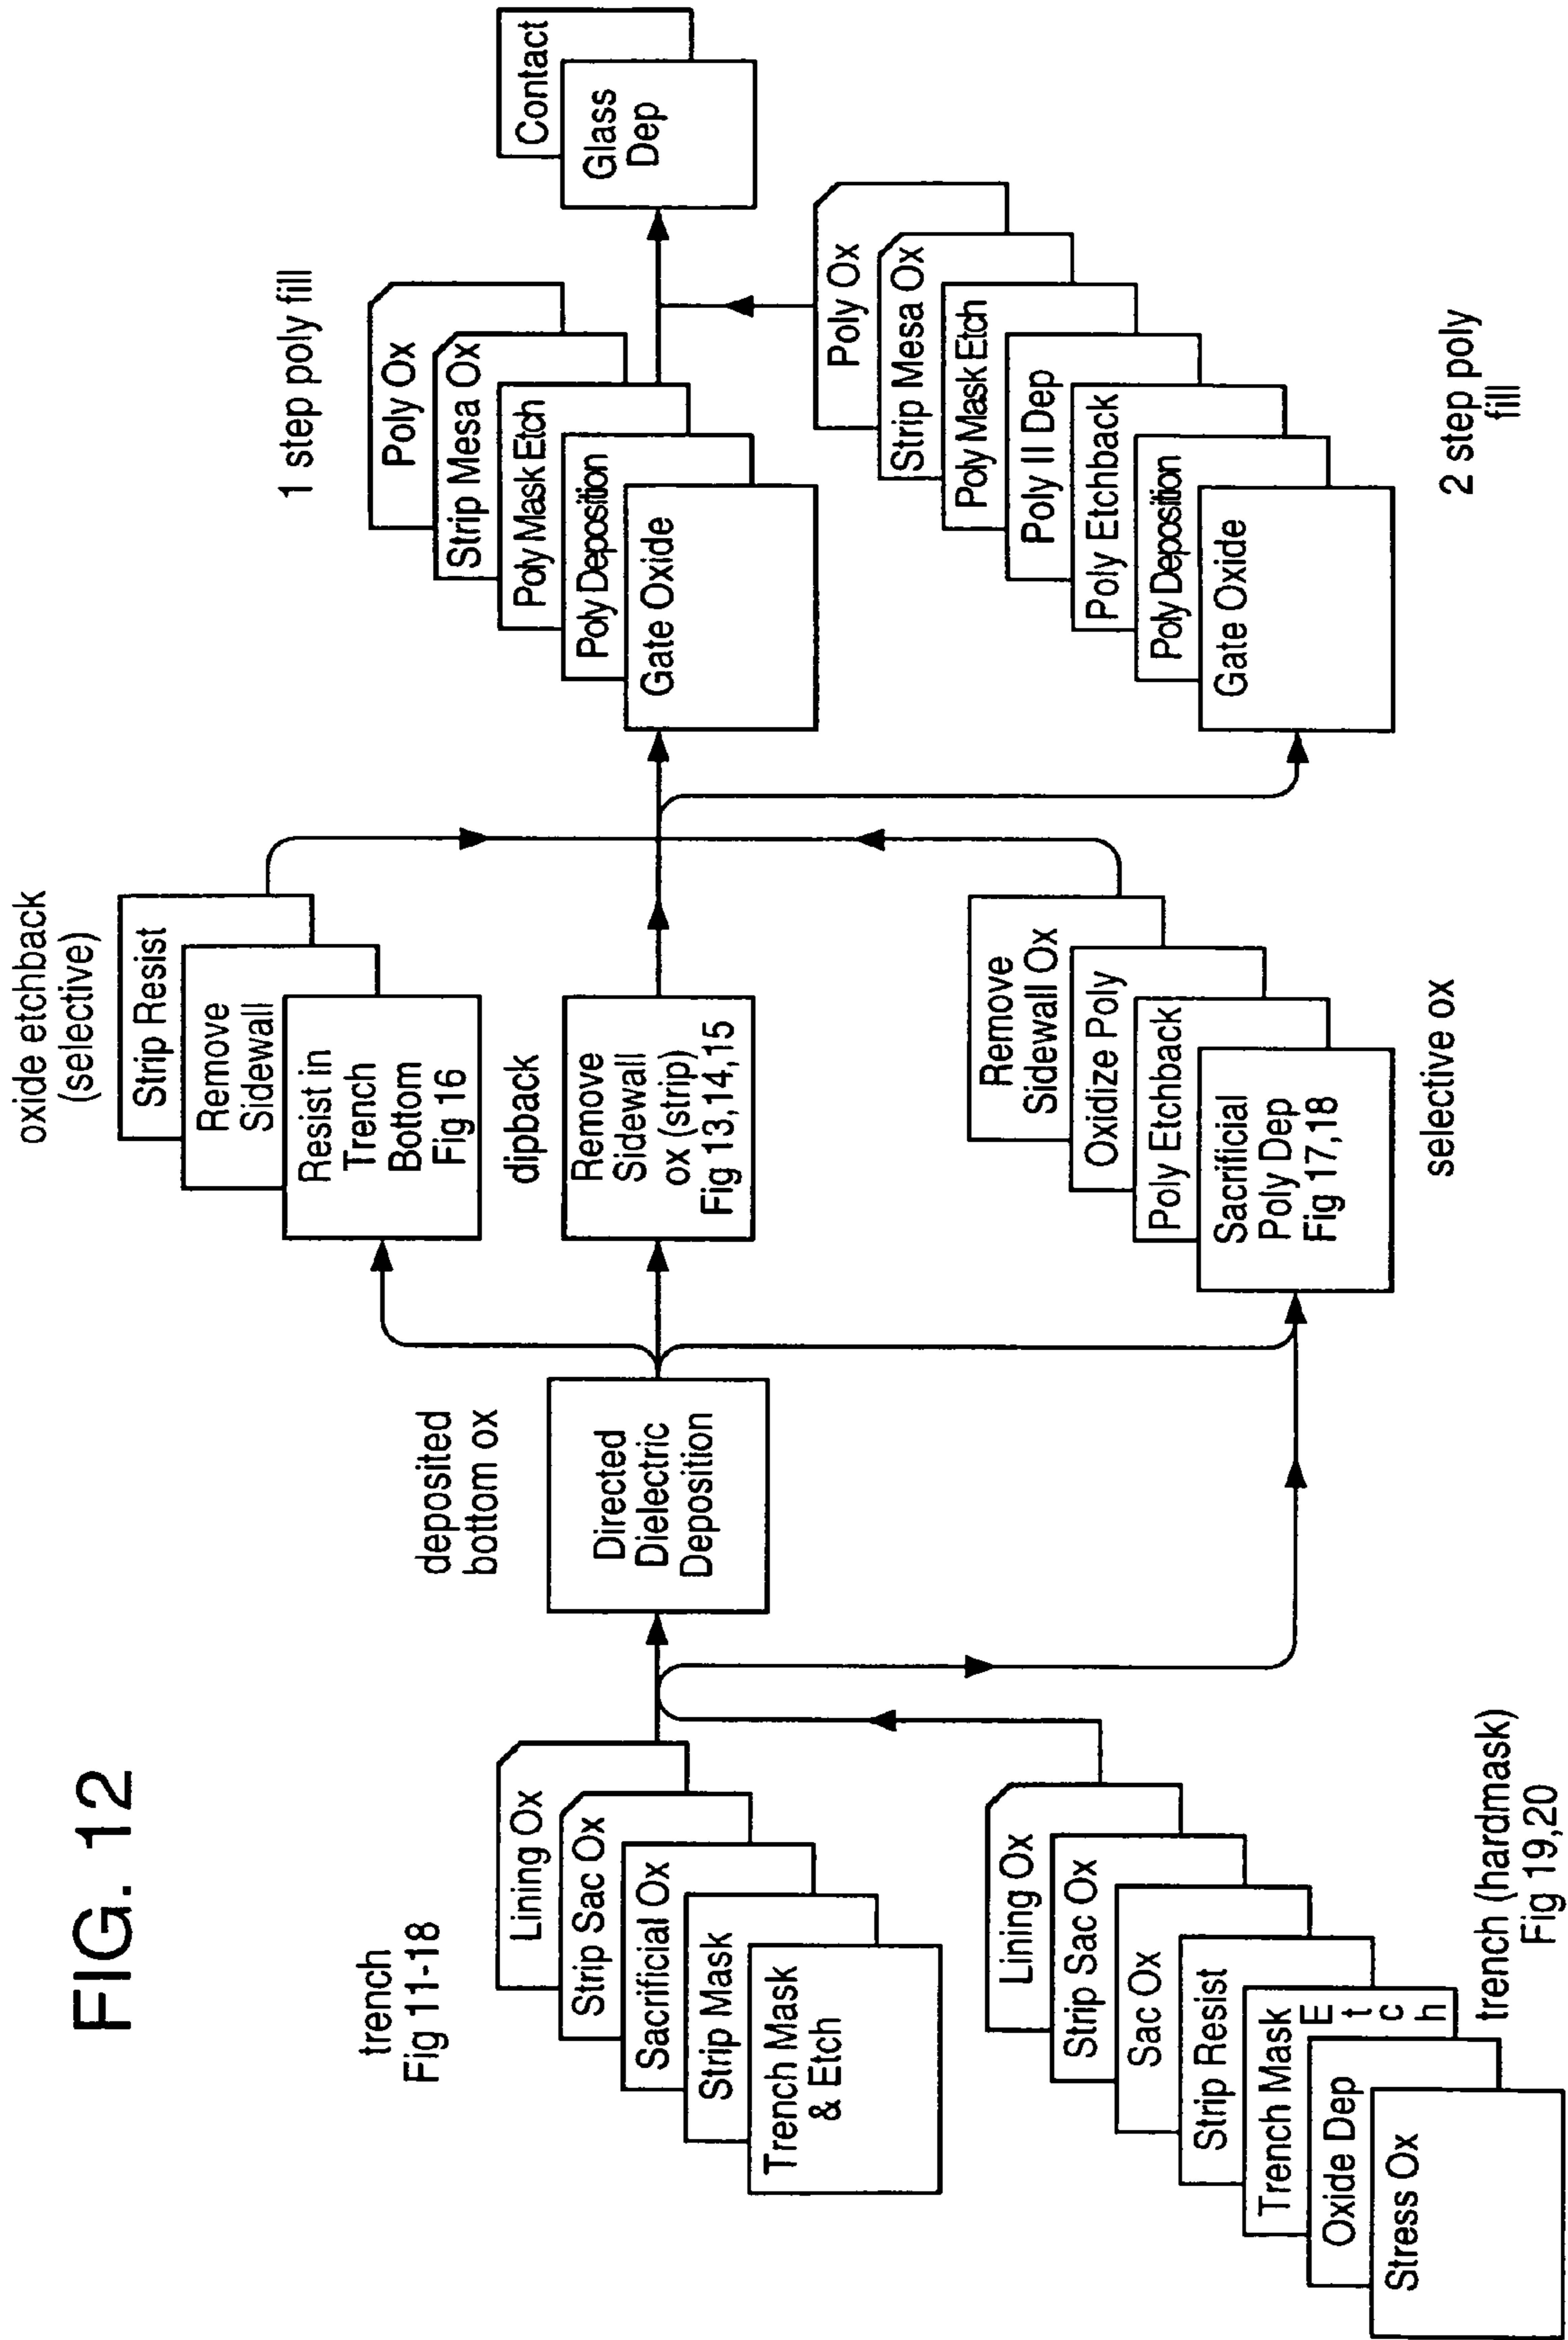 FIG. 12
trench
Fig 11-18
Lining Ox
Strip Sac Ox
Sacrificial Ox
Strip Mask
Trench Mask
& Etch
Lining Ox
Strip Sac Ox
Sac Ox
Strip Resist
Trench Mask
E
t
c
h
Oxide Dep
Stress Ox
trench (hardmask)
Fig 19,20
deposited
bottom ox
Directed
Dielectric
Deposition
oxide etchback
(selective)
Strip Resist
Remove
Sidewall
Resist in
Trench
Bottom
Fig 16
dipback
Remove
Sidewall
ox (strip)
Fig 13,14,15
Remove
Sidewall Ox
Oxidize Poly
Poly Etchback
Sacrificial
Poly Dep
Fig 17,18
selective ox
1 step poly fill
Poly Ox
Strip Mesa Ox
Poly Mask Etch
Poly Deposition
Gate Oxide
Poly Ox
Strip Mesa Ox
Poly Mask Etch
Poly II Dep
Poly Etchback
Poly Deposition
Gate Oxide
2 step poly
fill
Contact
Glass
Dep